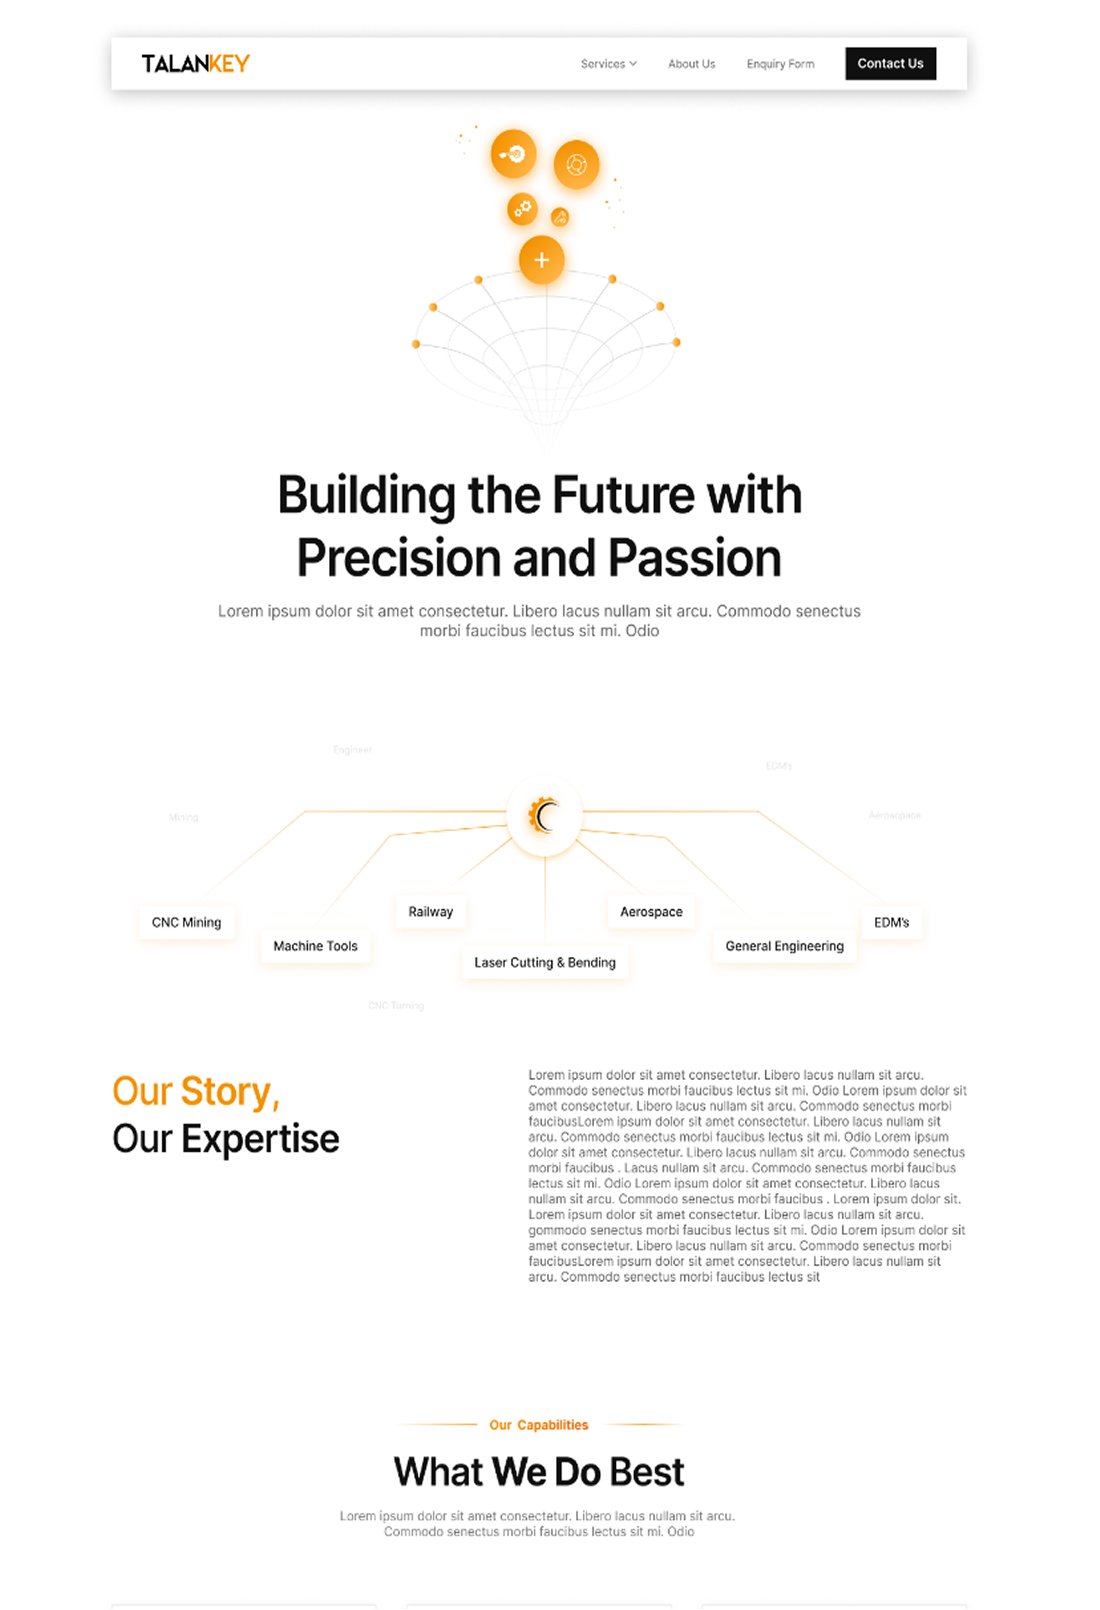 TALANKEY
Services
About Us
Enquiry Form
Contact Us
Building the Future with
Precision and Passion
Lorem ipsum dolor sit amet consectetur. Libero lacus nullam sit arcu. Commodo senectus
morbi faucibus lectus sit mi. Odio
Engineer
EDM's
Mining
Aerospace
CNC Mining
Machine Tools
Railway
Laser Cutting & Bending
Aerospace
General Engineering
EDM's
CNC Turning
Our Story,
Our Expertise
Lorem ipsum dolor sit amet consectetur. Libero lacus nullam sit arcu.
Commodo senectus morbi faucibus lectus sit mi. Odio Lorem ipsum dolor sit
amet consectetur. Libero lacus nullam sit arcu. Commodo senectus morbi
faucibusLorem ipsum dolor sit amet consectetur. Libero lacus nullam sit
arcu. Commodo senectus morbi faucibus lectus sit mi. Odio Lorem ipsum
dolor sit amet consectetur. Libero lacus nullam sit arcu. Commodo senectus
morbi faucibus . Lacus nullam sit arcu. Commodo senectus morbi faucibus
lectus sit mi. Odio Lorem ipsum dolor sit amet consectetur. Libero lacus
nullam sit arcu. Commodo senectus morbi faucibus . Lorem ipsum dolor sit.
Lorem ipsum dolor sit amet consectetur. Libero lacus nullam sit arcu.
gommodo senectus morbi faucibus lectus sit mi. Odio Lorem ipsum dolor sit
amet consectetur. Libero lacus nullam sit arcu. Commodo senectus morbi
faucibusLorem ipsum dolor sit amet consectetur. Libero lacus nullam sit
arcu. Commodo senectus morbi faucibus lectus sit
Our Capabilities
What We Do Best
Lorem ipsum dolor sit amet consectetur. Libero lacus nullam sit arcu.
Commodo senectus morbi faucibus lectus sit mi. Odio